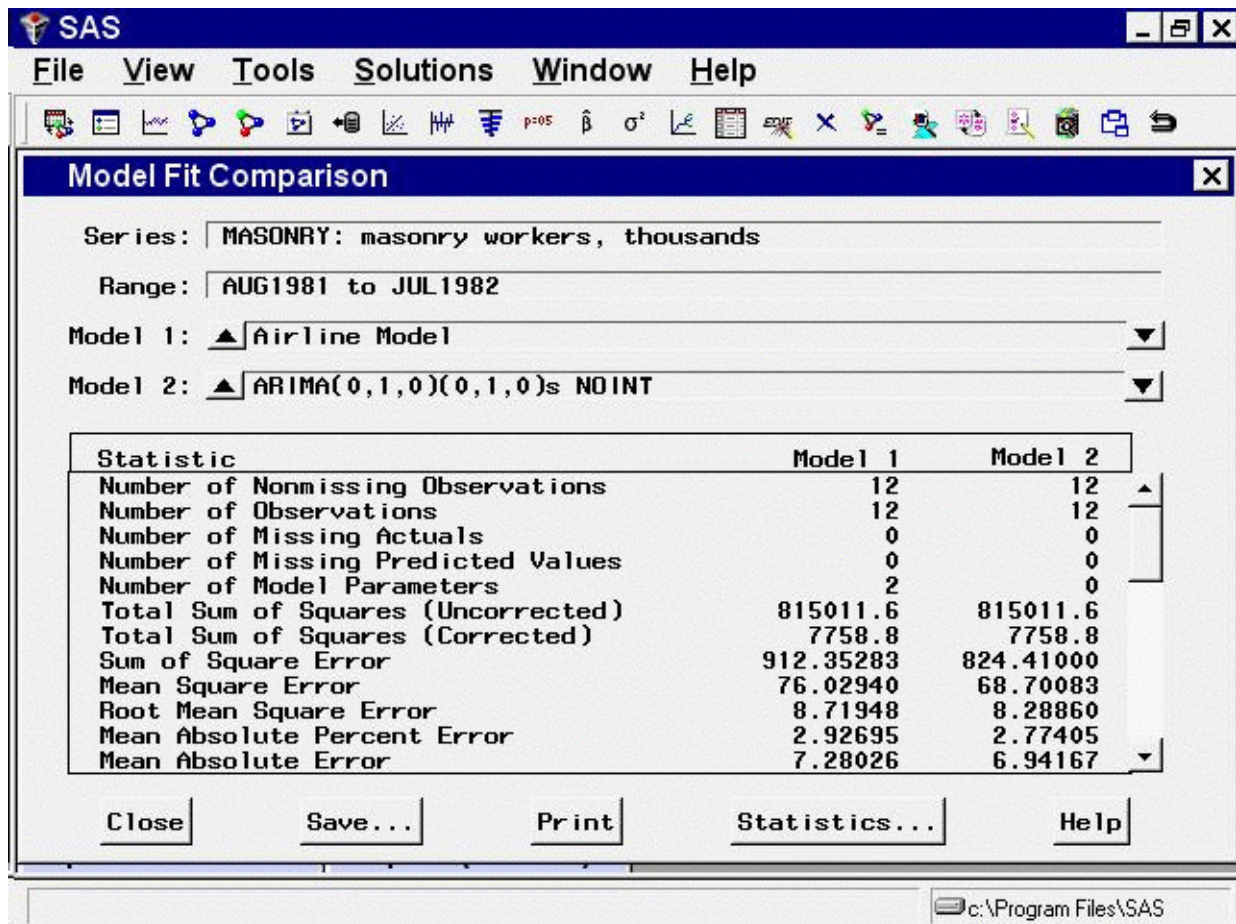 SAS
File View Tools Solutions Window Help
p=05 β̂ σ²
Model Fit Comparison
Series: MASONRY: masonry workers, thousands
Range: AUG1981 to JUL1982
Model 1: Airline Model
Model 2: ARIMA(0,1,0)(0,1,0)s NOINT
Statistic Model 1 Model 2
Number of Nonmissing Observations 12 12
Number of Observations 12 12
Number of Missing Actuals 0 0
Number of Missing Predicted Values 0 0
Number of Model Parameters 2 0
Total Sum of Squares (Uncorrected) 815011.6 815011.6
Total Sum of Squares (Corrected) 7758.8 7758.8
Sum of Square Error 912.35283 824.41000
Mean Square Error 76.02940 68.70083
Root Mean Square Error 8.71948 8.28860
Mean Absolute Percent Error 2.92695 2.77405
Mean Absolute Error 7.28026 6.94167
Close Save... Print Statistics... Help
c:\Program Files\SAS